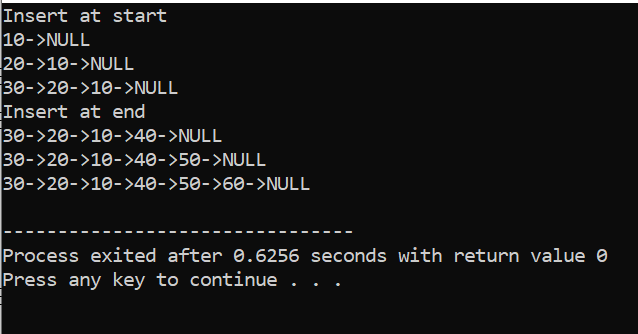 Insert at start
10->NULL
20->10->NULL
30->20->10->NULL
Insert at end
30->20->10->40->NULL
30->20->10->40->50->NULL
30->20->10->40->50->60->NULL
--------------------------------
Process exited after 0.6256 seconds with return value 0
Press any key to continue . . .